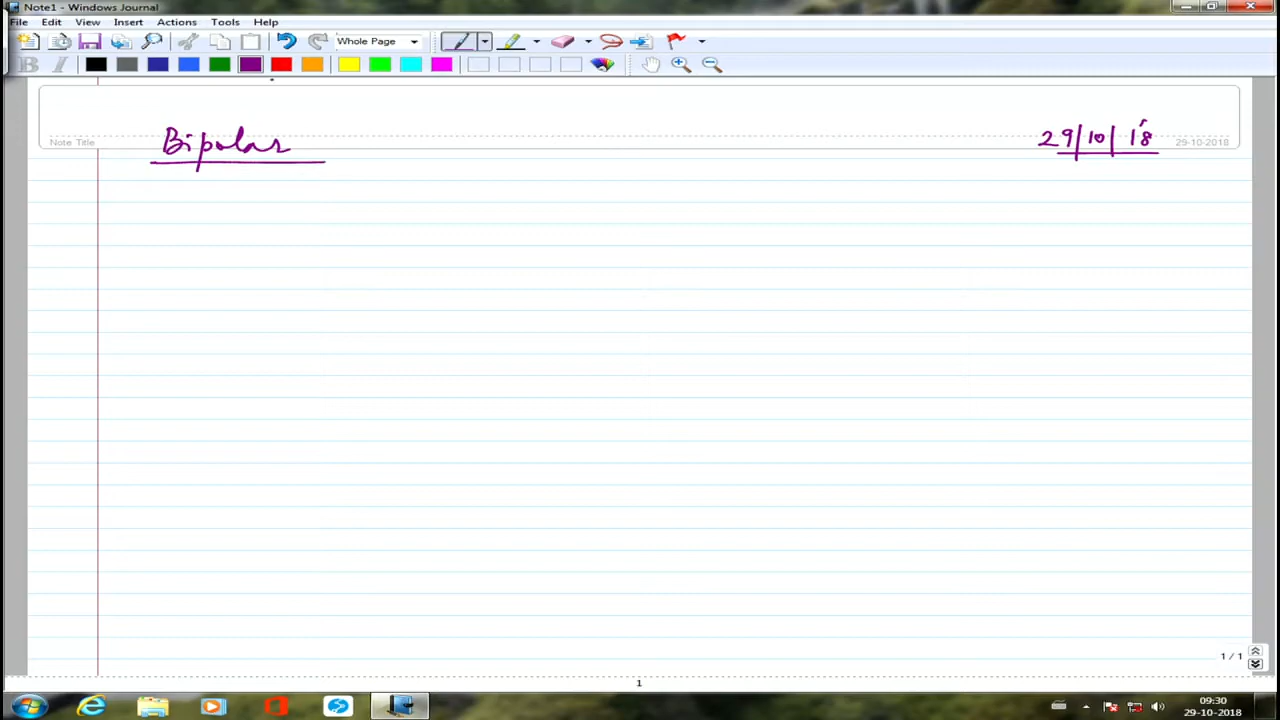 Note1 - Windows Journal
File Edit View Insert Actions Tools Help
Whole Page
B I
Bipolar 29/10/18
Note Title 29-10-2018
1 / 1
1
09:30
29-10-2018